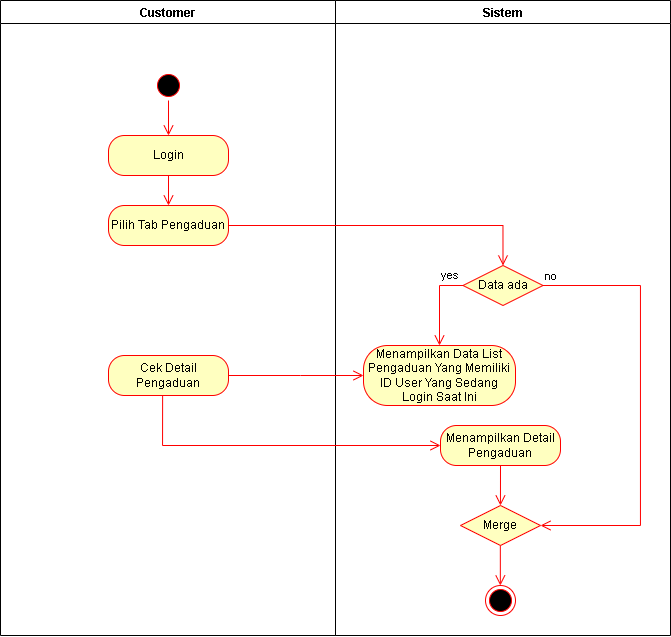 Customer
Sistem
Login
Pilih Tab Pengaduan
Data ada
yes
no
Menampilkan Data List
Pengaduan Yang Memiliki
ID User Yang Sedang
Login Saat Ini
Cek Detail
Pengaduan
Menampilkan Detail
Pengaduan
Merge